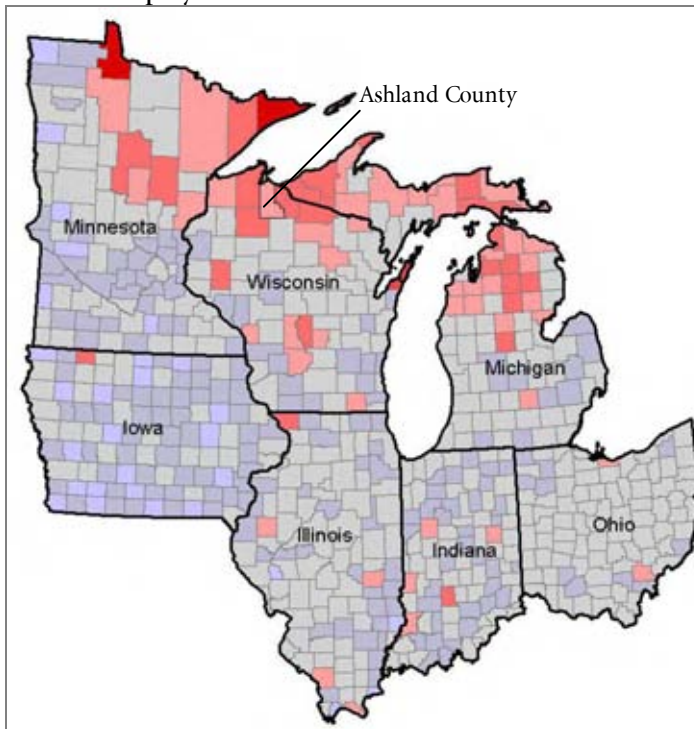 Ashland County
Minnesota
Wisconsin
Michigan
Iowa
Illinois
Indiana
Ohio